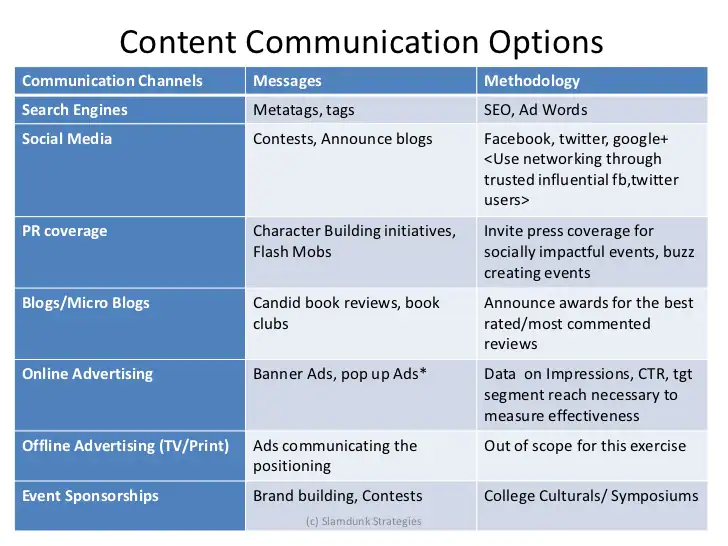 Content Communication Options
Communication Channels Messages Methodology
Search Engines Metatags, tags SEO, Ad Words
Social Media Contests, Announce blogs Facebook, twitter, google+
<Use networking through
trusted influential fb,twitter
users>
PR coverage Character Building initiatives, Invite press coverage for
Flash Mobs socially impactful events, buzz
creating events
Blogs/Micro Blogs Candid book reviews, book Announce awards for the best
clubs rated/most commented
reviews
Online Advertising Banner Ads, pop up Ads* Data  on Impressions, CTR, tgt
segment reach necessary to
measure effectiveness
Offline Advertising (TV/Print) Ads communicating the Out of scope for this exercise
positioning
Event Sponsorships Brand building, Contests College Culturals/ Symposiums
(c) Slamdunk Strategies